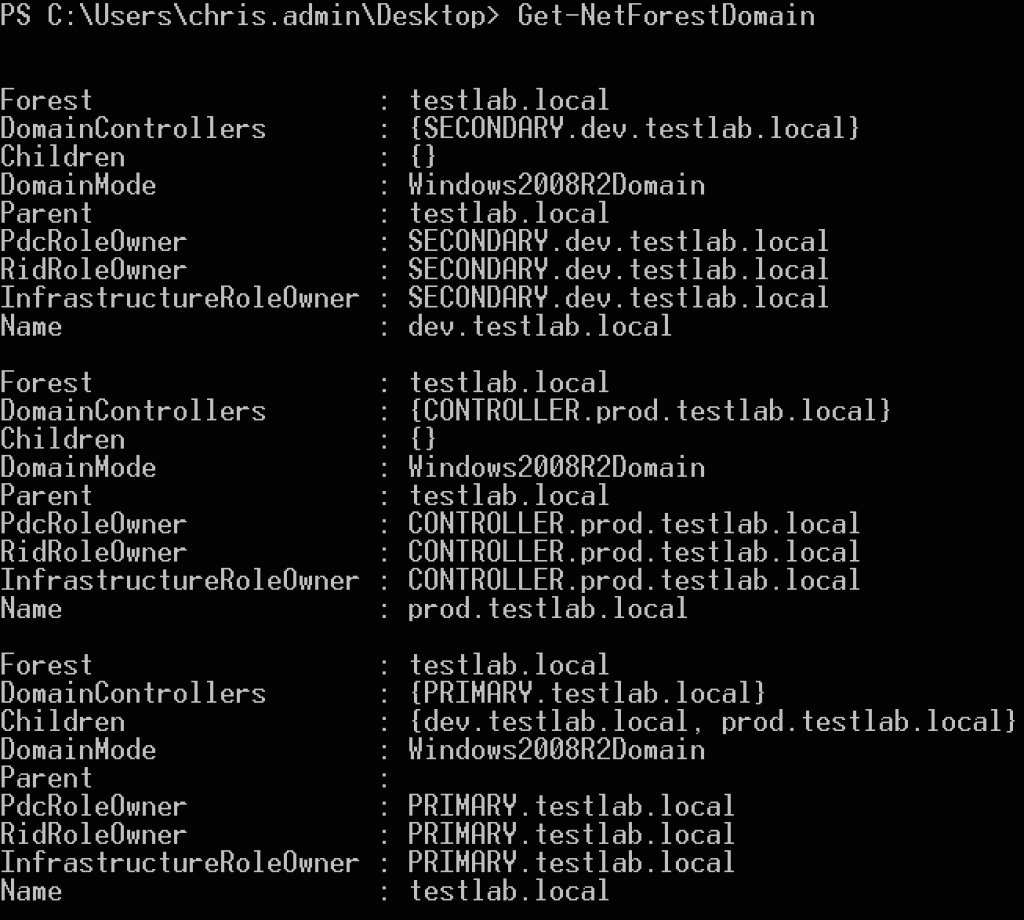 PS C:\Users\chris.admin\Desktop> Get-NetForestDomain
Forest                  : testlab.local
DomainControllers       : {SECONDARY.dev.testlab.local}
Children                : {}
DomainMode              : Windows2008R2Domain
Parent                  : testlab.local
PdcRoleOwner            : SECONDARY.dev.testlab.local
RidRoleOwner            : SECONDARY.dev.testlab.local
InfrastructureRoleOwner : SECONDARY.dev.testlab.local
Name                    : dev.testlab.local
Forest                  : testlab.local
DomainControllers       : {CONTROLLER.prod.testlab.local}
Children                : {}
DomainMode              : Windows2008R2Domain
Parent                  : testlab.local
PdcRoleOwner            : CONTROLLER.prod.testlab.local
RidRoleOwner            : CONTROLLER.prod.testlab.local
InfrastructureRoleOwner : CONTROLLER.prod.testlab.local
Name                    : prod.testlab.local
Forest                  : testlab.local
DomainControllers       : {PRIMARY.testlab.local}
Children                : {dev.testlab.local, prod.testlab.local}
DomainMode              : Windows2008R2Domain
Parent                  :
PdcRoleOwner            : PRIMARY.testlab.local
RidRoleOwner            : PRIMARY.testlab.local
InfrastructureRoleOwner : PRIMARY.testlab.local
Name                    : testlab.local